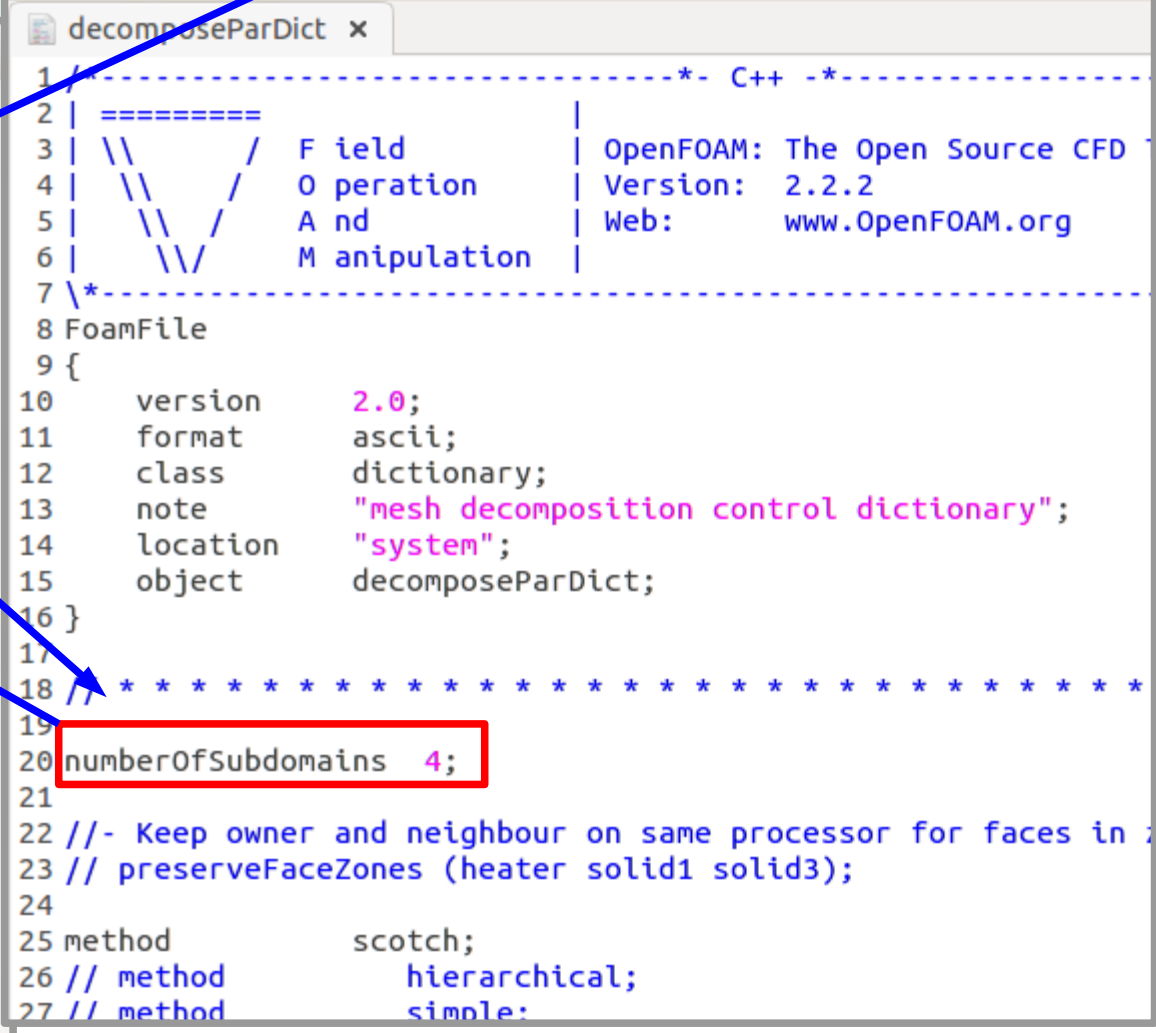 decomposeParDict ×
1 /*--------------------------------*- C++ -*-----------------
2 | =========                 |
3 | \\      /  F ield         | OpenFOAM: The Open Source CFD
4 |  \\    /   O peration     | Version:  2.2.2
5 |   \\  /    A nd           | Web:      www.OpenFOAM.org
6 |    \\/     M anipulation  |
7 \*-----------------------------------------------------------
8 FoamFile
9 {
10     version     2.0;
11     format      ascii;
12     class       dictionary;
13     note        "mesh decomposition control dictionary";
14     location    "system";
15     object      decomposeParDict;
16 }
17
18 // * * * * * * * * * * * * * * * * * * * * * * * * * * * * *
19
20 numberOfSubdomains  4;
21
22 //- Keep owner and neighbour on same processor for faces in
23 // preserveFaceZones (heater solid1 solid3);
24
25 method          scotch;
26 // method          hierarchical;
27 // method          simple;